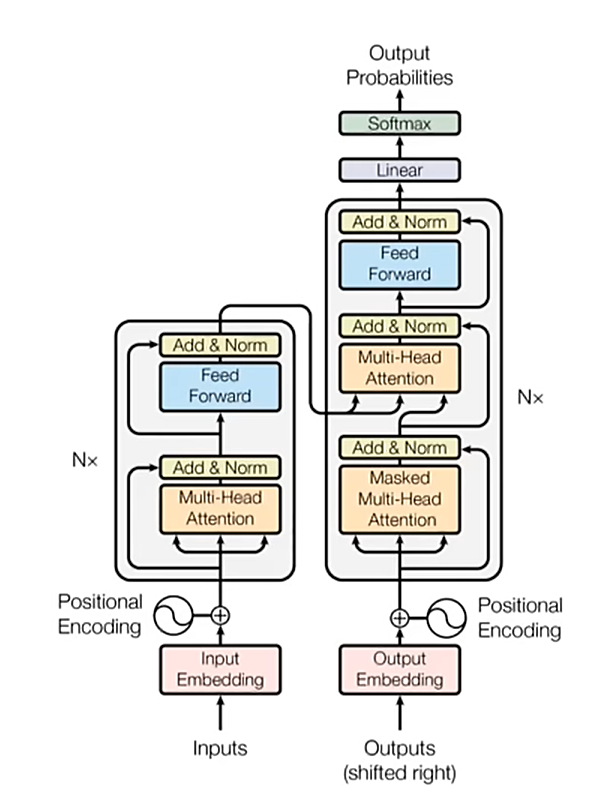 Output
Probabilities
Softmax
Linear
Add & Norm
Feed
Forward
Add & Norm
Multi-Head
Attention
Add & Norm
Masked
Multi-Head
Attention
N×
Positional
Encoding
Output
Embedding
Outputs
(shifted right)
Add & Norm
Feed
Forward
Add & Norm
Multi-Head
Attention
N×
Positional
Encoding
Input
Embedding
Inputs